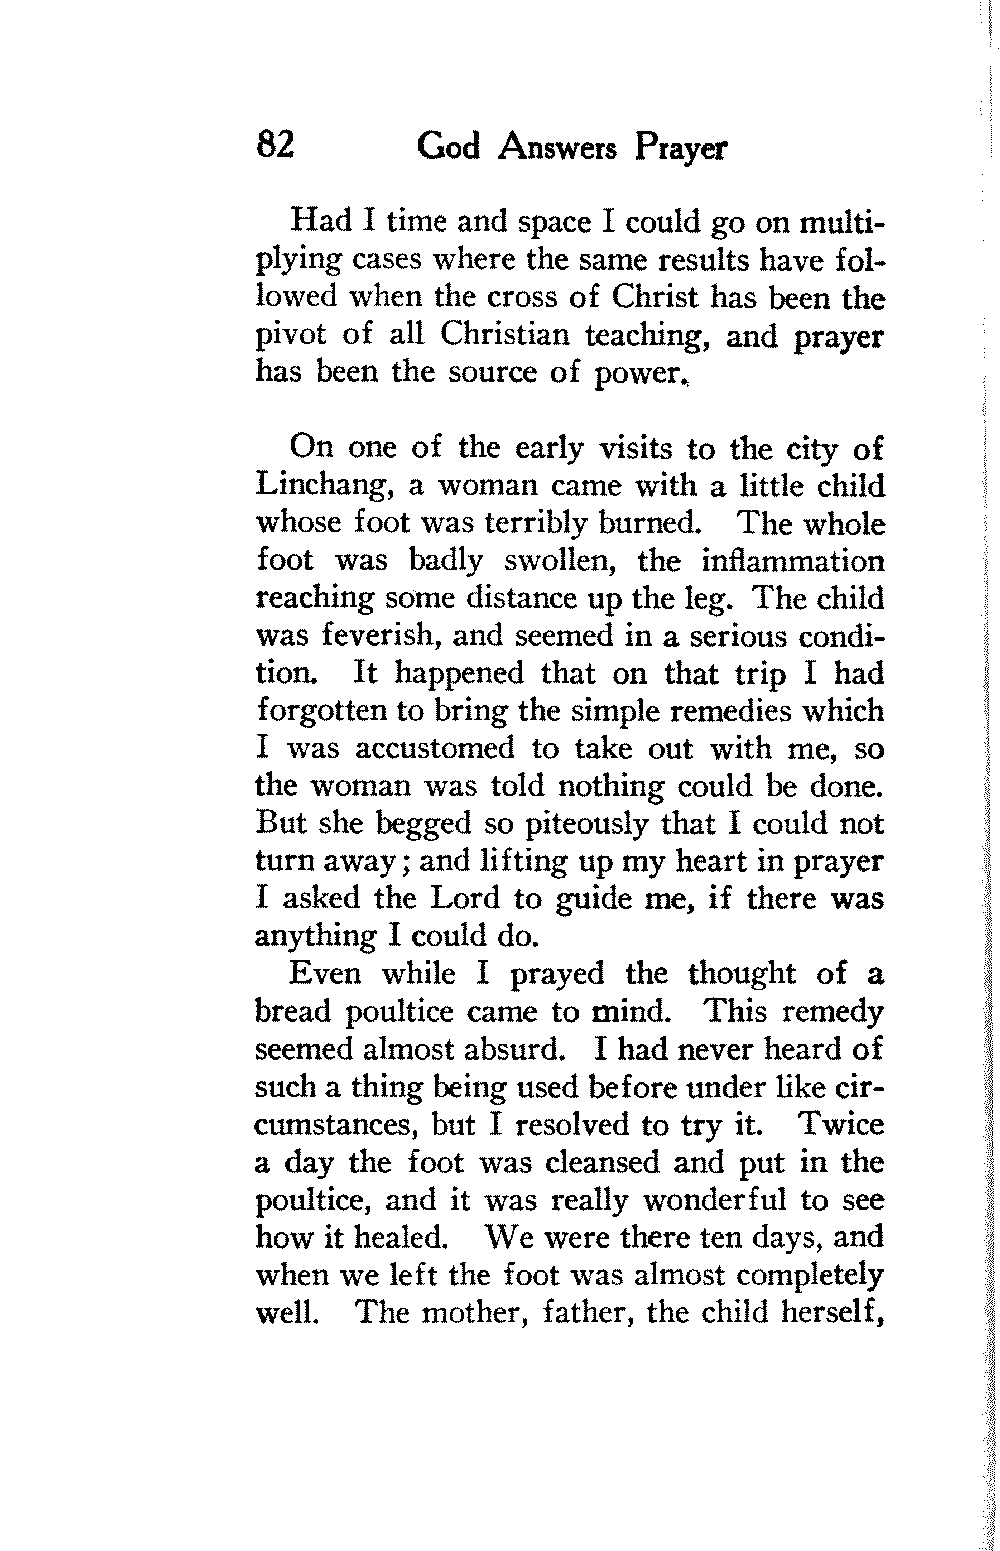 82 God Answers Prayer
Had I time and space I could go on multi-
plying cases where the same results have fol-
lowed when the cross of Christ has been the
pivot of all Christian teaching, and prayer
has been the source of power.
On one of the early visits to the city of
Linchang, a woman came with a little child
whose foot was terribly burned. The whole
foot was badly swollen, the inflammation
reaching some distance up the leg. The child
was feverish, and seemed in a serious condi-
tion. It happened that on that trip I had
forgotten to bring the simple remedies which
I was accustomed to take out with me, so
the woman was told nothing could be done.
But she begged so piteously that I could not
turn away; and lifting up my heart in prayer
I asked the Lord to guide me, if there was
anything I could do.
Even while I prayed the thought of a
bread poultice came to mind. This remedy
seemed almost absurd. I had never heard of
such a thing being used before under like cir-
cumstances, but I resolved to try it. Twice
a day the foot was cleansed and put in the
poultice, and it was really wonderful to see
how it healed. We were there ten days, and
when we left the foot was almost completely
well. The mother, father, the child herself,